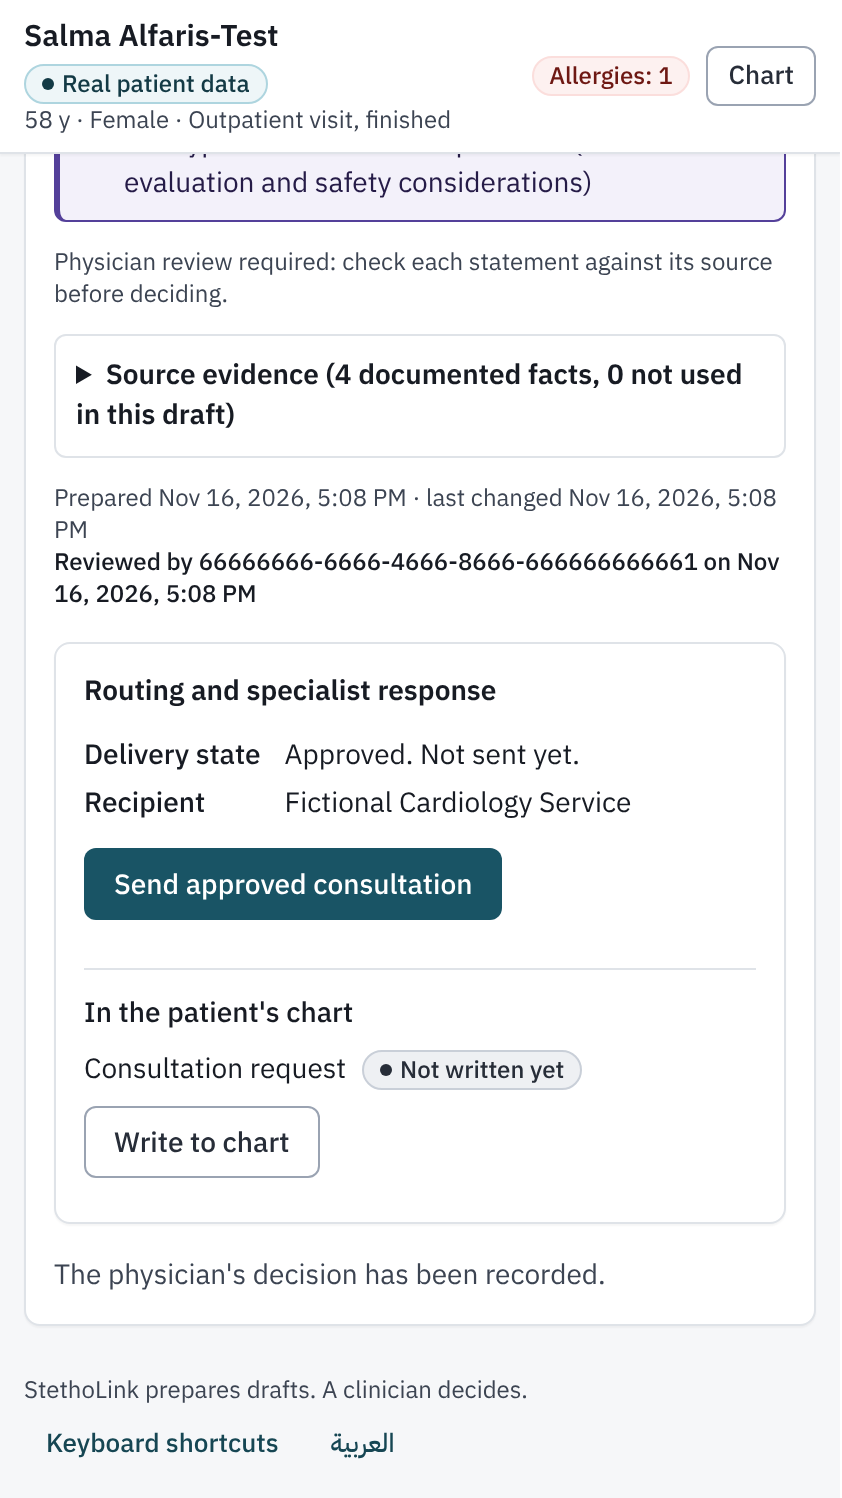 Salma Alfaris-Test
Real patient data
58 y · Female · Outpatient visit, finished
Allergies: 1
Chart
evaluation and safety considerations)
Physician review required: check each statement against its source
before deciding.
Source evidence (4 documented facts, 0 not used
in this draft)
Prepared Nov 16, 2026, 5:08 PM · last changed Nov 16, 2026, 5:08
PM
Reviewed by 66666666-6666-4666-8666-666666666661 on Nov
16, 2026, 5:08 PM
Routing and specialist response
Delivery state Approved. Not sent yet.
Recipient Fictional Cardiology Service
Send approved consultation
In the patient's chart
Consultation request Not written yet
Write to chart
The physician's decision has been recorded.
StethoLink prepares drafts. A clinician decides.
Keyboard shortcuts العربية